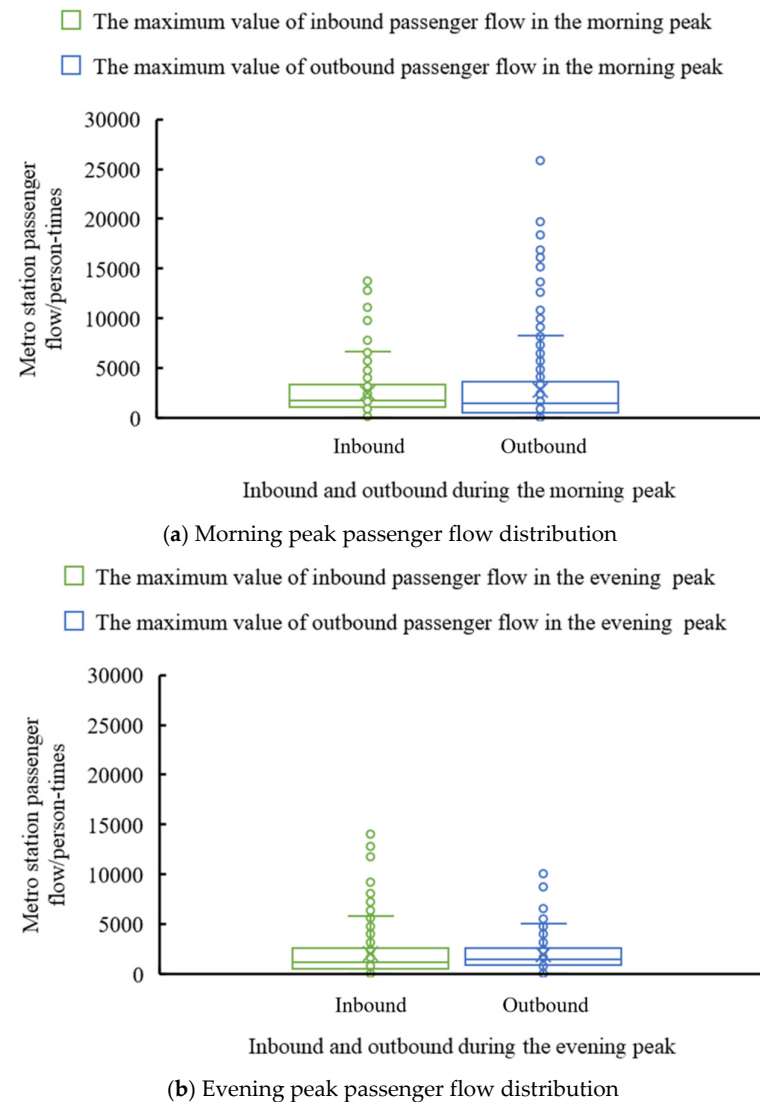 The maximum value of inbound passenger flow in the morning peak
The maximum value of outbound passenger flow in the morning peak
Metro station passenger
flow/person-times
30000
25000
20000
15000
10000
5000
0
Inbound
Outbound
Inbound and outbound during the morning peak
(a) Morning peak passenger flow distribution
The maximum value of inbound passenger flow in the evening peak
The maximum value of outbound passenger flow in the evening peak
Metro station passenger
flow/person-times
30000
25000
20000
15000
10000
5000
0
Inbound
Outbound
Inbound and outbound during the evening peak
(b) Evening peak passenger flow distribution